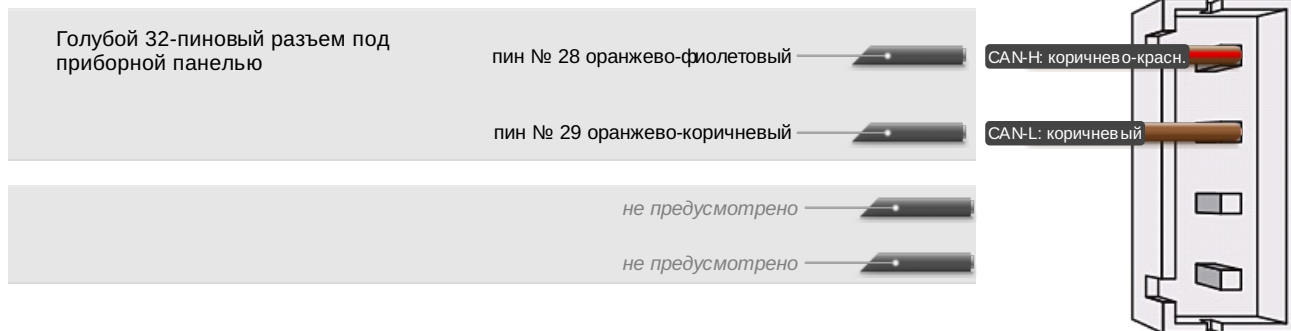 Голубой 32-пиновый разъем под
приборной панелью
пин № 28 оранжево-фиолетовый
CAN-H: коричнево-красн.
пин № 29 оранжево-коричневый
CAN-L: коричневый
не предусмотрено
не предусмотрено